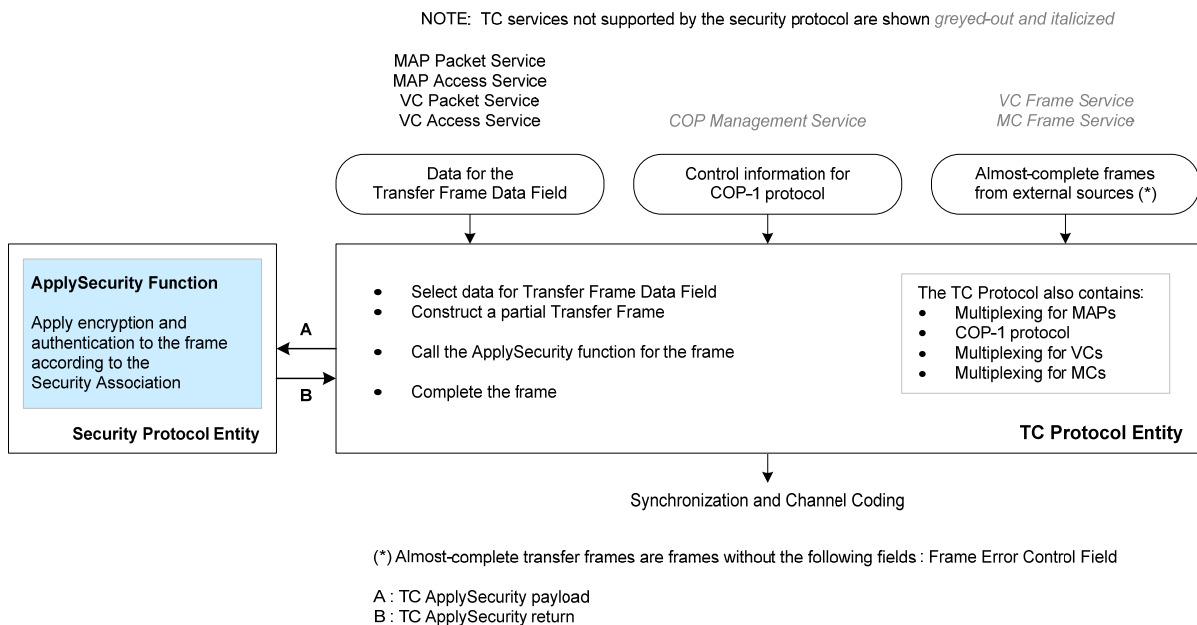 NOTE: TC services not supported by the security protocol are shown greyed-out and italicized
MAP Packet Service
MAP Access Service
VC Packet Service
VC Access Service
COP Management Service
VC Frame Service
MC Frame Service
Data for the
Transfer Frame Data Field
Control information for
COP-1 protocol
Almost-complete frames
from external sources (*)
ApplySecurity Function
Apply encryption and
authentication to the frame
according to the
Security Association
Security Protocol Entity
A
B
• Select data for Transfer Frame Data Field
• Construct a partial Transfer Frame
• Call the ApplySecurity function for the frame
• Complete the frame
The TC Protocol also contains:
• Multiplexing for MAPs
• COP-1 protocol
• Multiplexing for VCs
• Multiplexing for MCs
TC Protocol Entity
Synchronization and Channel Coding
(*) Almost-complete transfer frames are frames without the following fields : Frame Error Control Field
A : TC ApplySecurity payload
B : TC ApplySecurity return